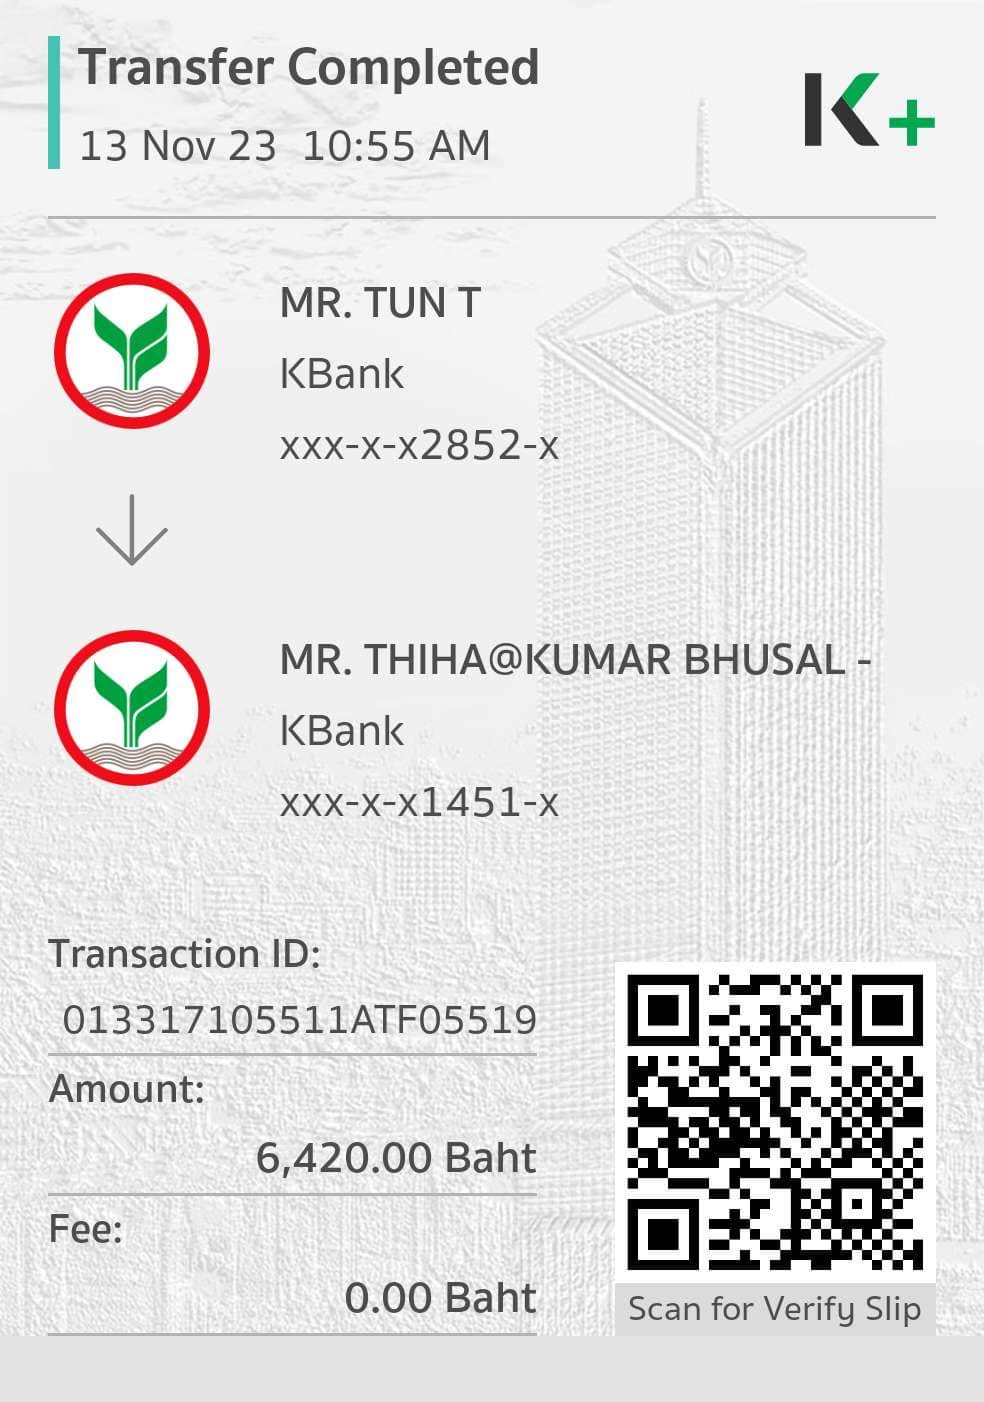 Transfer Completed
13 Nov 23 10:55 AM
K+
MR. TUN T
KBank
xxx-x-x2852-x
MR. THIHA@KUMAR BHUSAL -
KBank
xxx-x-x1451-x
Transaction ID:
013317105511ATF05519
Amount:
6,420.00 Baht
Fee:
0.00 Baht
Scan for Verify Slip